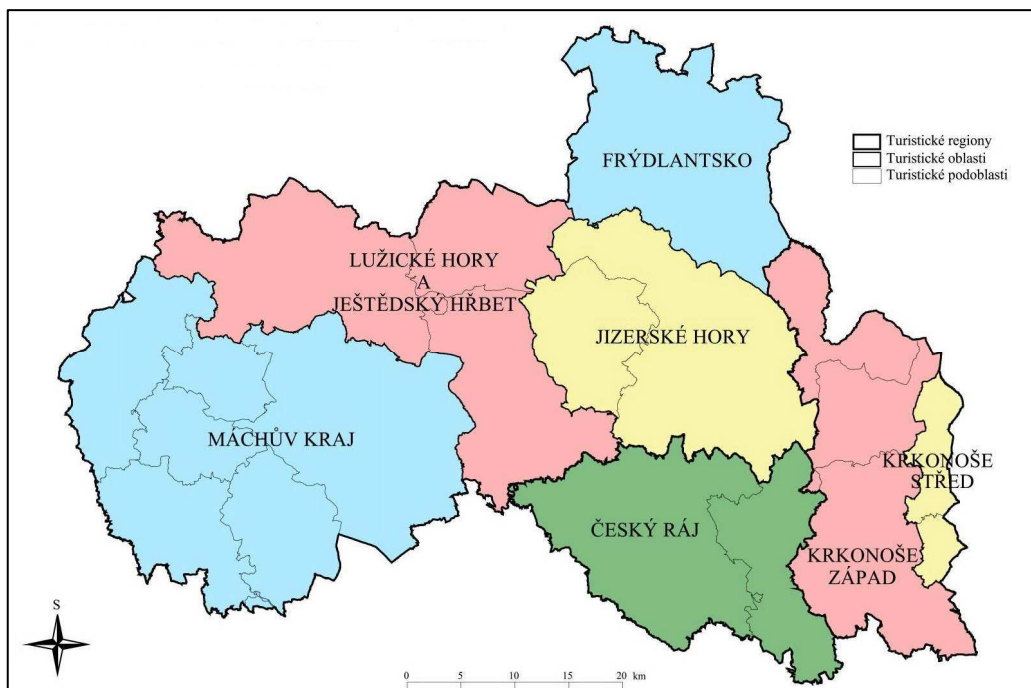 FRÝDLANTSKO
Turistické regiony
Turistické oblasti
Turistické podoblasti
LUŽICKÉ HORY
A
JEŠTĚDSKÝ HŘBET
JIZERSKÉ HORY
MÁCHŮV KRAJ
KRKONOŠE
STŘED
ČESKÝ RÁJ
KRKONOŠE
ZÁPAD
S
0 5 10 15 20 km